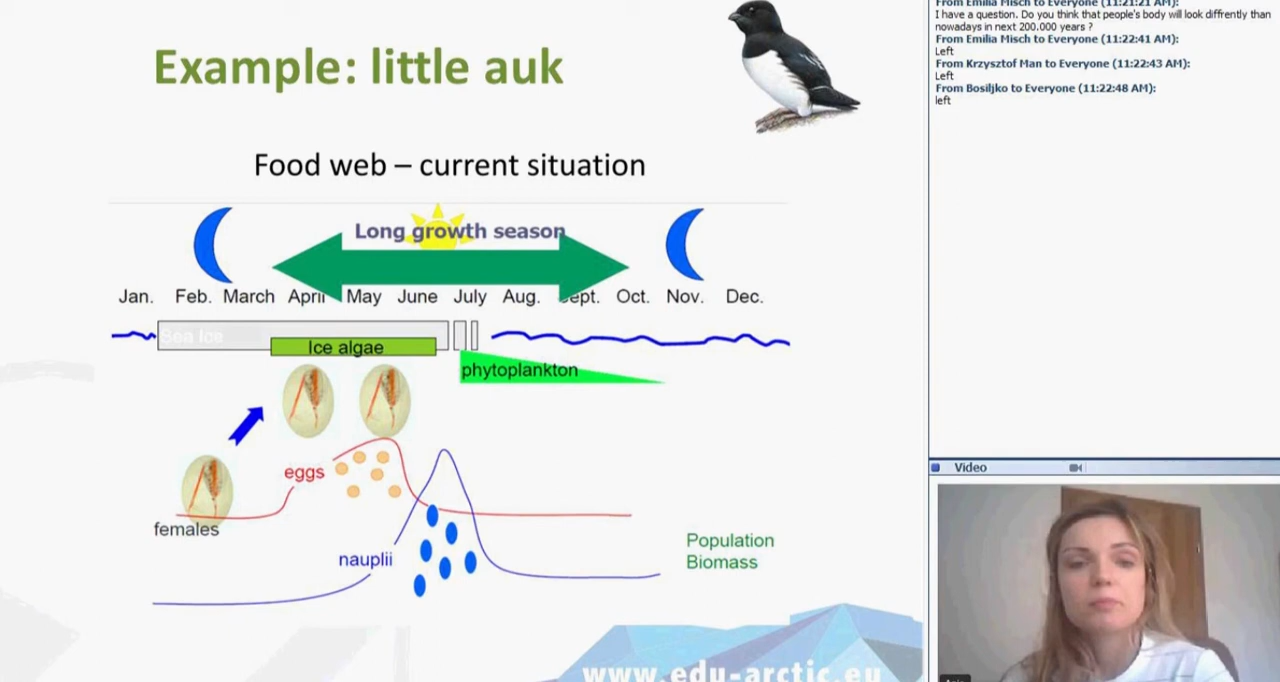 Example: little auk
Food web – current situation
Long growth season
Jan. Feb. March April May June July Aug. Sept. Oct. Nov. Dec.
Sea Ice
Ice algae
phytoplankton
eggs
females
nauplii
Population
Biomass
www.edu-arctic.eu
From Emilia Misch to Everyone (11:21:21 AM):
I have a question. Do you think that people's body will look diffrently than
nowadays in next 200.000 years ?
From Emilia Misch to Everyone (11:22:41 AM):
Left
From Krzysztof Man to Everyone (11:22:43 AM):
Left
From Bosiljko to Everyone (11:22:48 AM):
left
Video